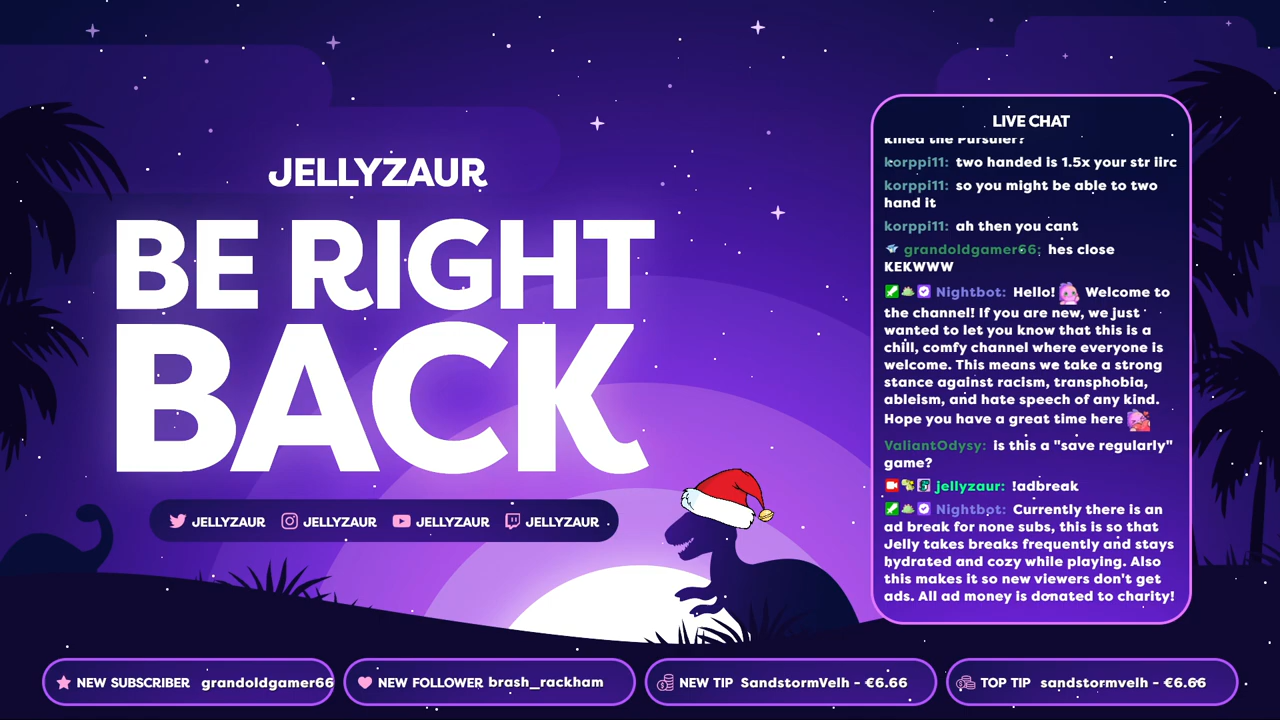 JELLYZAUR
BE RIGHT
BACK
JELLYZAUR JELLYZAUR JELLYZAUR JELLYZAUR
LIVE CHAT
killed the Pursuer?
korppi11: two handed is 1.5x your str iirc
korppi11: so you might be able to two
hand it
korppi11: ah then you cant
grandoldgamer66: hes close
KEKWWW
Nightbot: Hello! Welcome to
the channel! If you are new, we just
wanted to let you know that this is a
chill, comfy channel where everyone is
welcome. This means we take a strong
stance against racism, transphobia,
ableism, and hate speech of any kind.
Hope you have a great time here
ValiantOdysy: is this a "save regularly"
game?
jellyzaur: !adbreak
Nightbot: Currently there is an
ad break for none subs, this is so that
Jelly takes breaks frequently and stays
hydrated and cozy while playing. Also
this makes it so new viewers don't get
ads. All ad money is donated to charity!
NEW SUBSCRIBER grandoldgamer66
NEW FOLLOWER brash_rackham
NEW TIP SandstormVelh - €6.66
TOP TIP sandstormvelh - €6.66